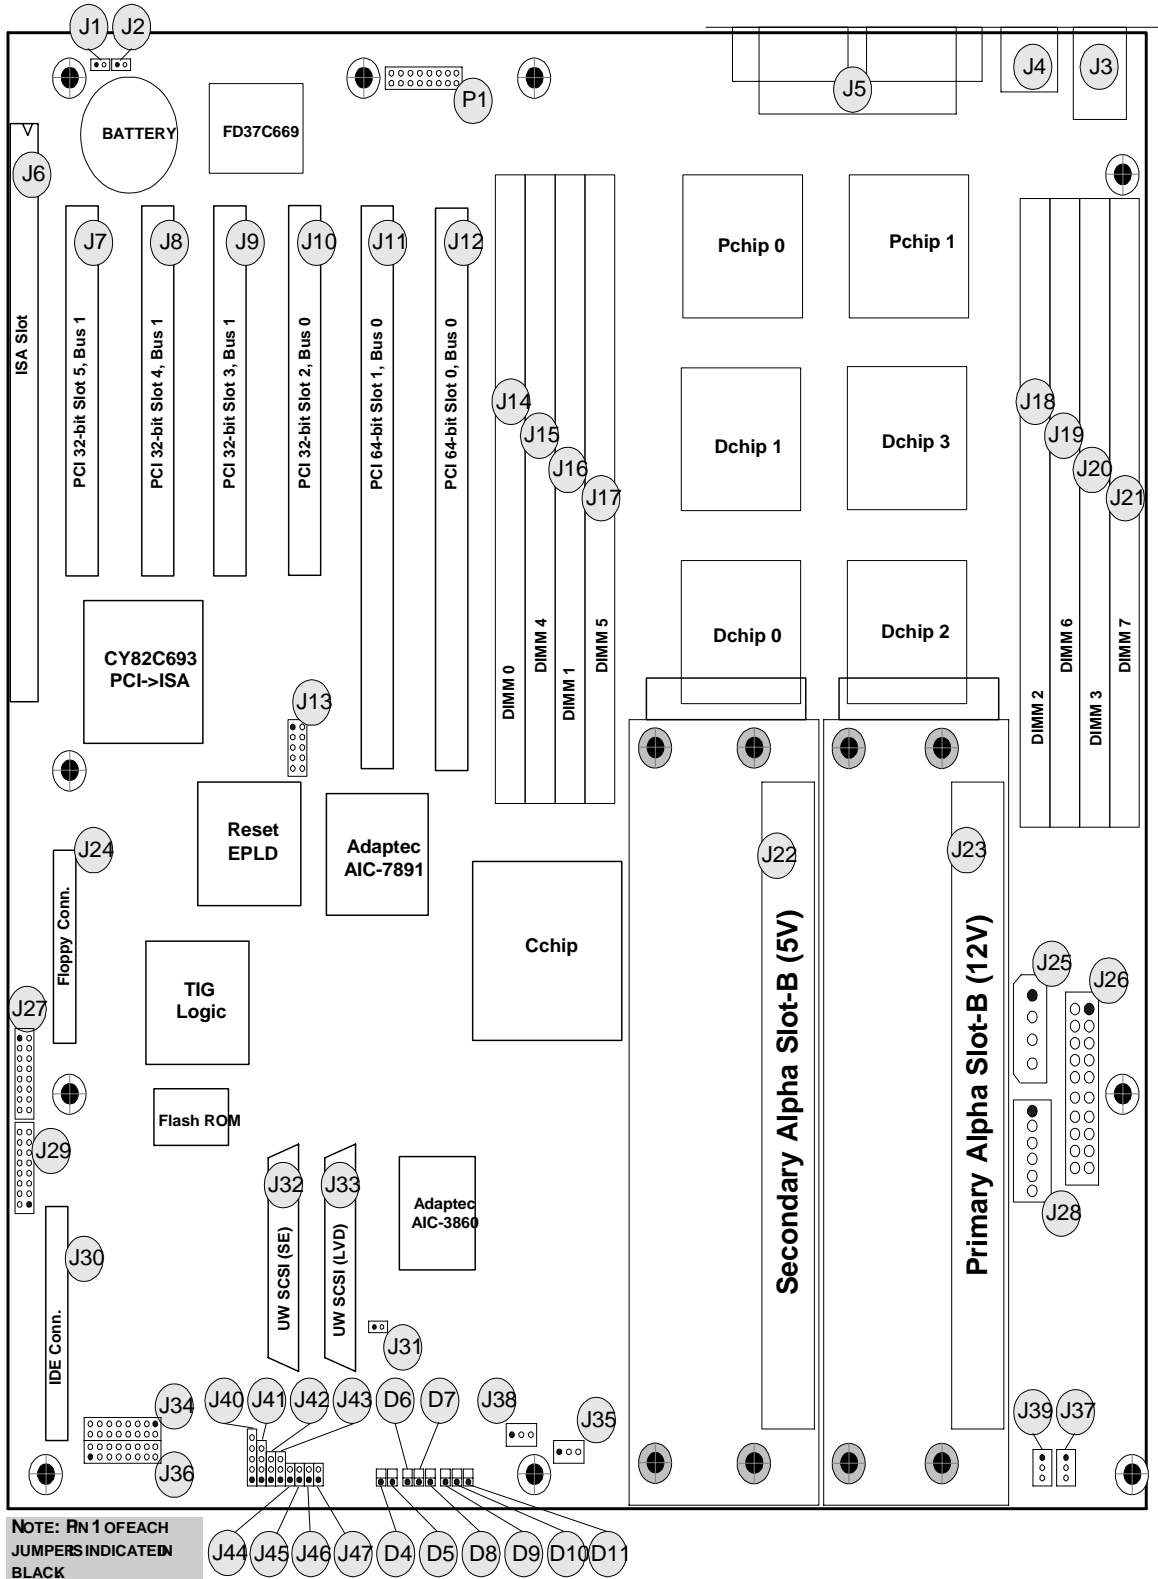 J1
J2
P1
J5
J4
J3
BATTERY
FD37C669
J6
J7
J8
J9
J10
J11
J12
ISA Slot
PCI 32-bit Slot 5, Bus 1
PCI 32-bit Slot 4, Bus 1
PCI 32-bit Slot 3, Bus 1
PCI 32-bit Slot 2, Bus 0
PCI 64-bit Slot 1, Bus 0
PCI 64-bit Slot 0, Bus 0
Pchip 0
Pchip 1
J14
J15
J16
J17
Dchip 1
Dchip 3
J18
J19
J20
J21
DIMM 0
DIMM 4
DIMM 1
DIMM 5
Dchip 0
Dchip 2
DIMM 2
DIMM 6
DIMM 3
DIMM 7
CY82C693
PCI->ISA
J13
Reset
EPLD
Adaptec
AIC-7891
J24
Floppy Conn.
J22
J23
Cchip
TIG
Logic
Secondary Alpha Slot-B (5V)
Primary Alpha Slot-B (12V)
J25
J26
J27
Flash ROM
J29
J28
J32
J33
Adaptec
AIC-3860
UW SCSI (SE)
UW SCSI (LVD)
J30
IDE Conn.
J31
J34
J40
J41
J42
J43
D6
D7
J38
J35
J39
J37
J36
NOTE: PIN 1 OF EACH
JUMPER IS INDICATED IN
BLACK
J44
J45
J46
J47
D4
D5
D8
D9
D10
D11